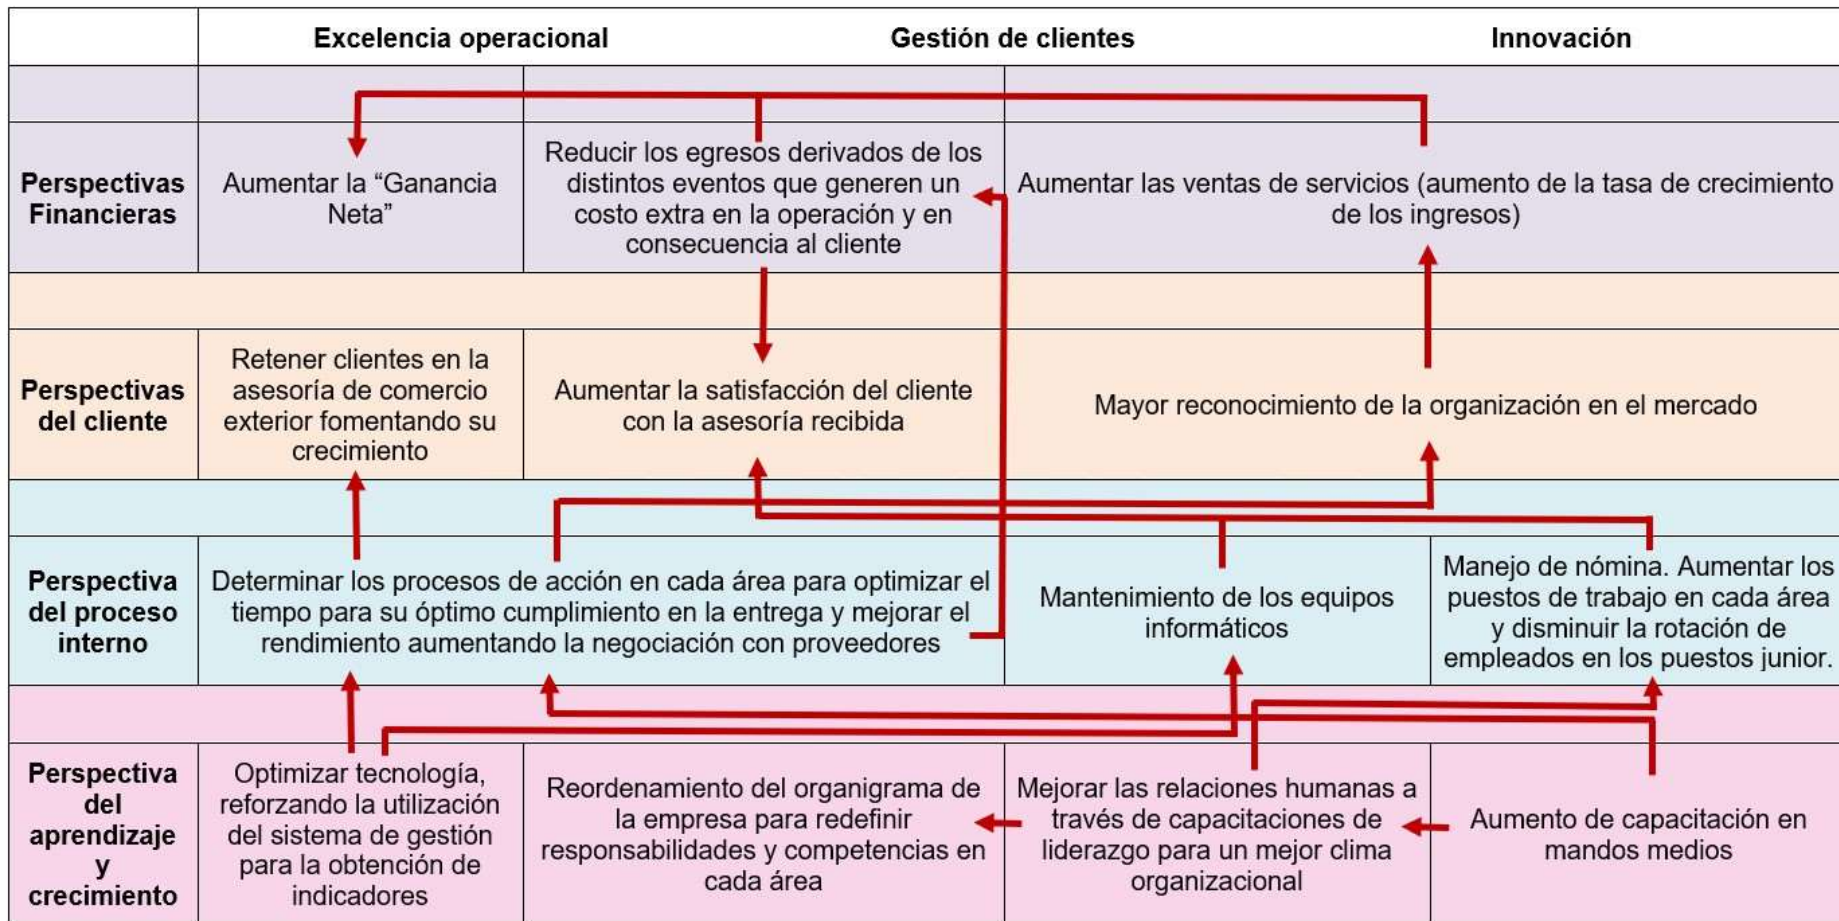 Excelencia operacional
Gestión de clientes
Innovación
Perspectivas
Financieras
Aumentar la “Ganancia
Neta”
Reducir los egresos derivados de los
distintos eventos que generen un
costo extra en la operación y en
consecuencia al cliente
Aumentar las ventas de servicios (aumento de la tasa de crecimiento
de los ingresos)
Perspectivas
del cliente
Retener clientes en la
asesoría de comercio
exterior fomentando su
crecimiento
Aumentar la satisfacción del cliente
con la asesoría recibida
Mayor reconocimiento de la organización en el mercado
Perspectiva
del proceso
interno
Determinar los procesos de acción en cada área para optimizar el
tiempo para su óptimo cumplimiento en la entrega y mejorar el
rendimiento aumentando la negociación con proveedores
Mantenimiento de los equipos
informáticos
Manejo de nómina. Aumentar los
puestos de trabajo en cada área
y disminuir la rotación de
empleados en los puestos junior.
Perspectiva
del
aprendizaje
y
crecimiento
Optimizar tecnología,
reforzando la utilización
del sistema de gestión
para la obtención de
indicadores
Reordenamiento del organigrama de
la empresa para redefinir
responsabilidades y competencias en
cada área
Mejorar las relaciones humanas a
través de capacitaciones de
liderazgo para un mejor clima
organizacional
Aumento de capacitación en
mandos medios